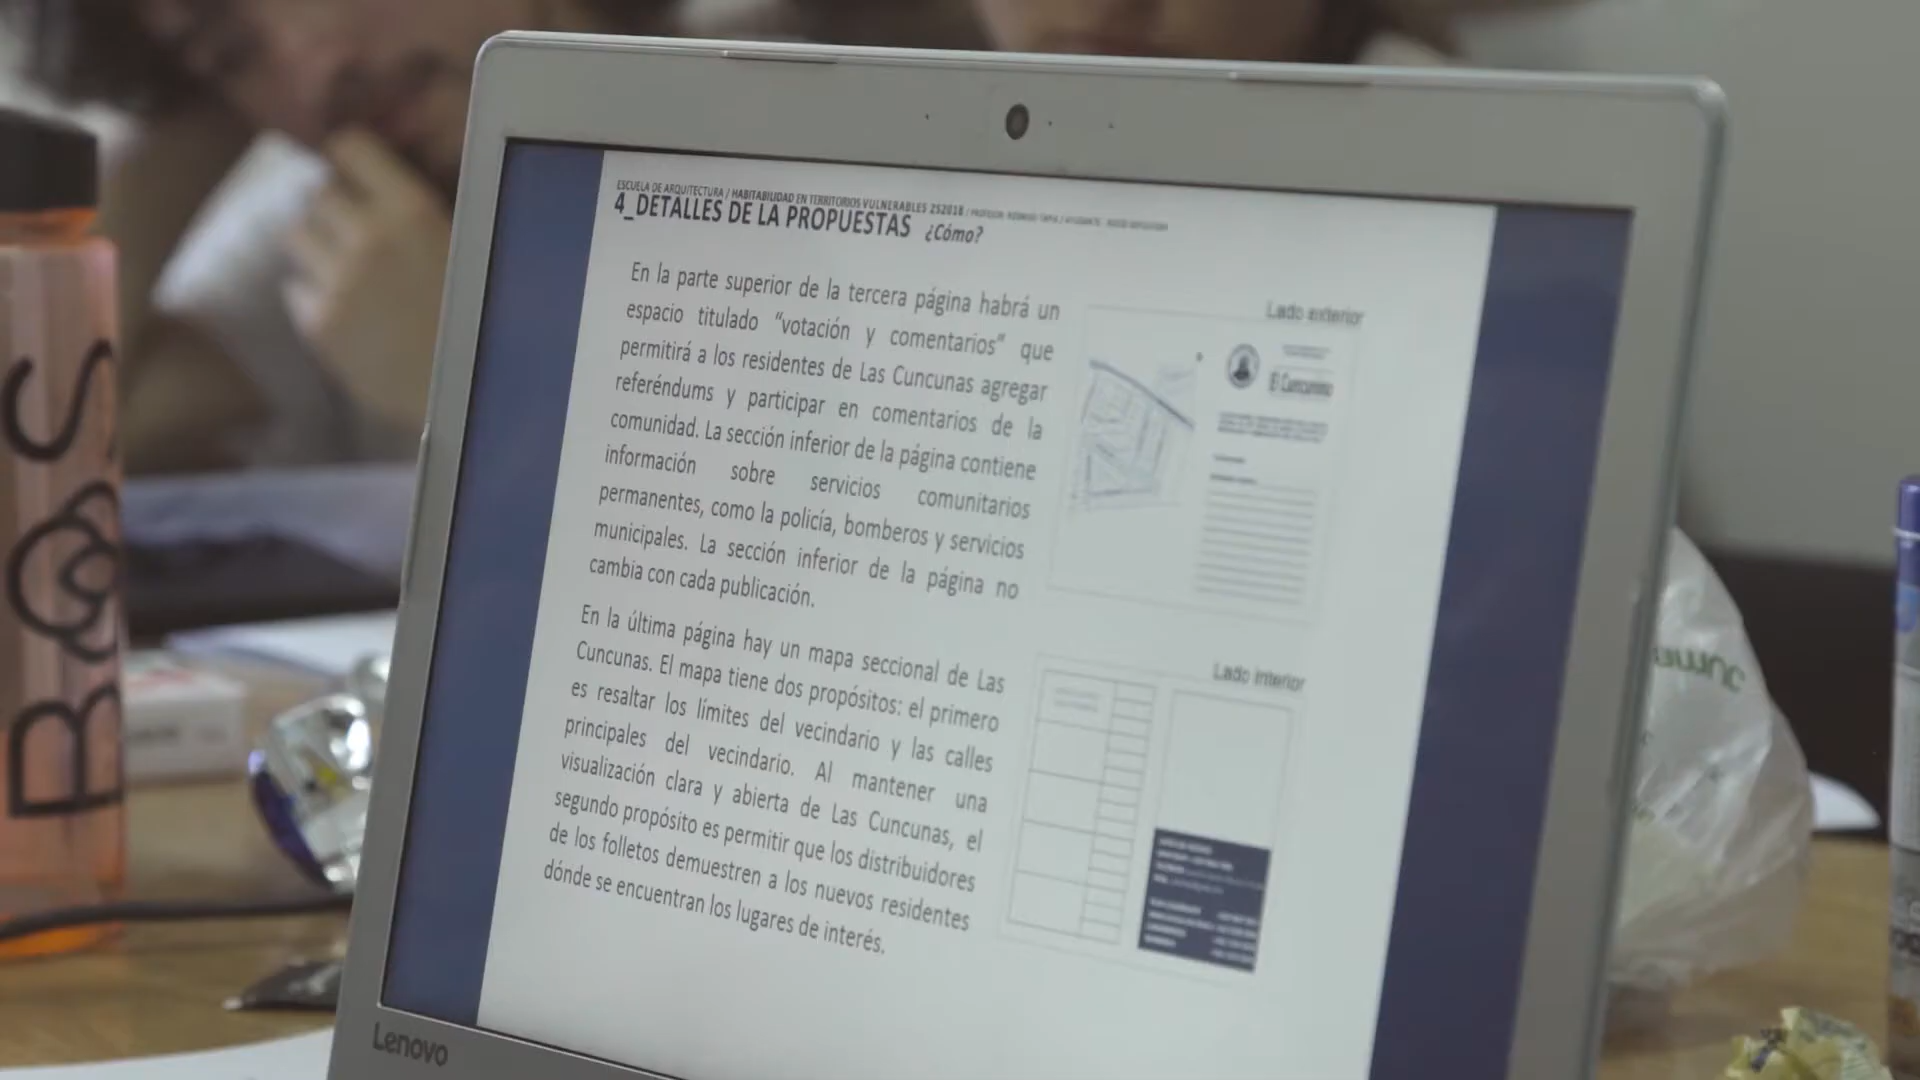 ESCUELA DE ARQUITECTURA / HABITABILIDAD EN TERRITORIOS VULNERABLES 2S2018
4_DETALLES DE LA PROPUESTAS ¿Cómo?
En la parte superior de la tercera página habrá un
espacio titulado “votación y comentarios” que
permitirá a los residentes de Las Cuncunas agregar
referéndums y participar en comentarios de la
comunidad. La sección inferior de la página contiene
información sobre servicios comunitarios
permanentes, como la policía, bomberos y servicios
municipales. La sección inferior de la página no
cambia con cada publicación.
En la última página hay un mapa seccional de Las
Cuncunas. El mapa tiene dos propósitos: el primero
es resaltar los límites del vecindario y las calles
principales del vecindario. Al mantener una
visualización clara y abierta de Las Cuncunas, el
segundo propósito es permitir que los distribuidores
de los folletos demuestren a los nuevos residentes
dónde se encuentran los lugares de interés.
Lado exterior
El Cuncunino
Lado interior
Lenovo
BOS